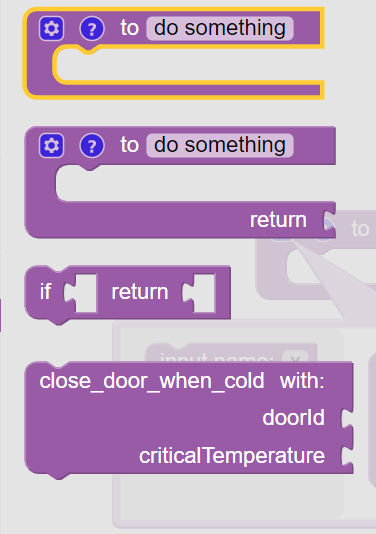 ? to do something
? to do something
return
to
if return
input name: x
close_door_when_cold with:
doorId
criticalTemperature